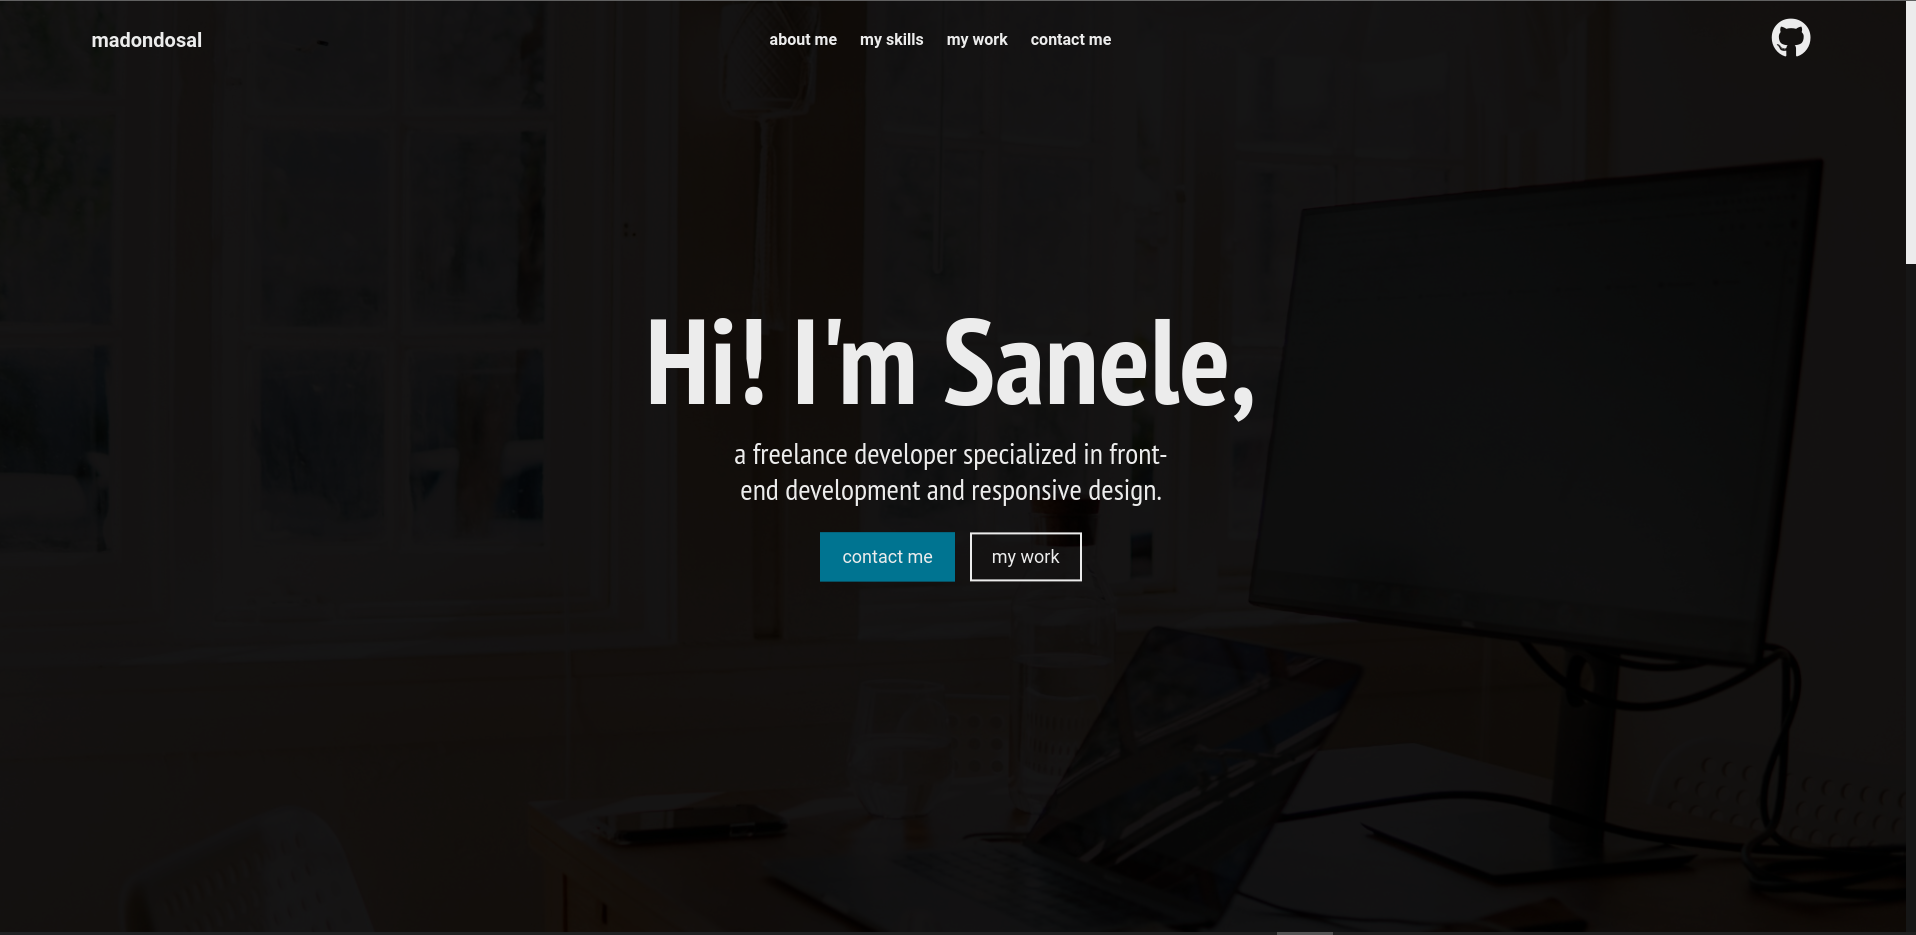 madondosal
about me
my skills
my work
contact me
Hi! I'm Sanele,
a freelance developer specialized in front-
end development and responsive design.
contact me
my work